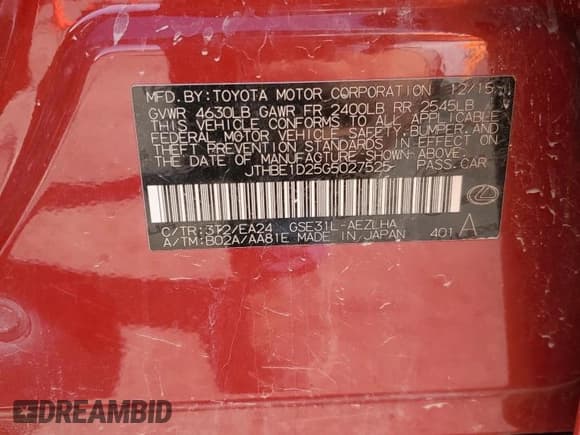 MFD. BY: TOYOTA MOTOR CORPORATION 12/15
GVWR 4630LB GAWR FR 2400LB RR 2545LB
THIS VEHICLE CONFORMS TO ALL APPLICABLE
FEDERAL MOTOR VEHICLE SAFETY, BUMPER, AND
THEFT PREVENTION STANDARDS IN EFFECT ON
THE DATE OF MANUFACTURE SHOWN ABOVE.
JTHBE1D25G5027525 PASS.CAR
C/TR:3T2/EA24 GSE31L-AEZLHA
A/TM:B02A/AA81E MADE IN JAPAN 401 A
DREAMBID